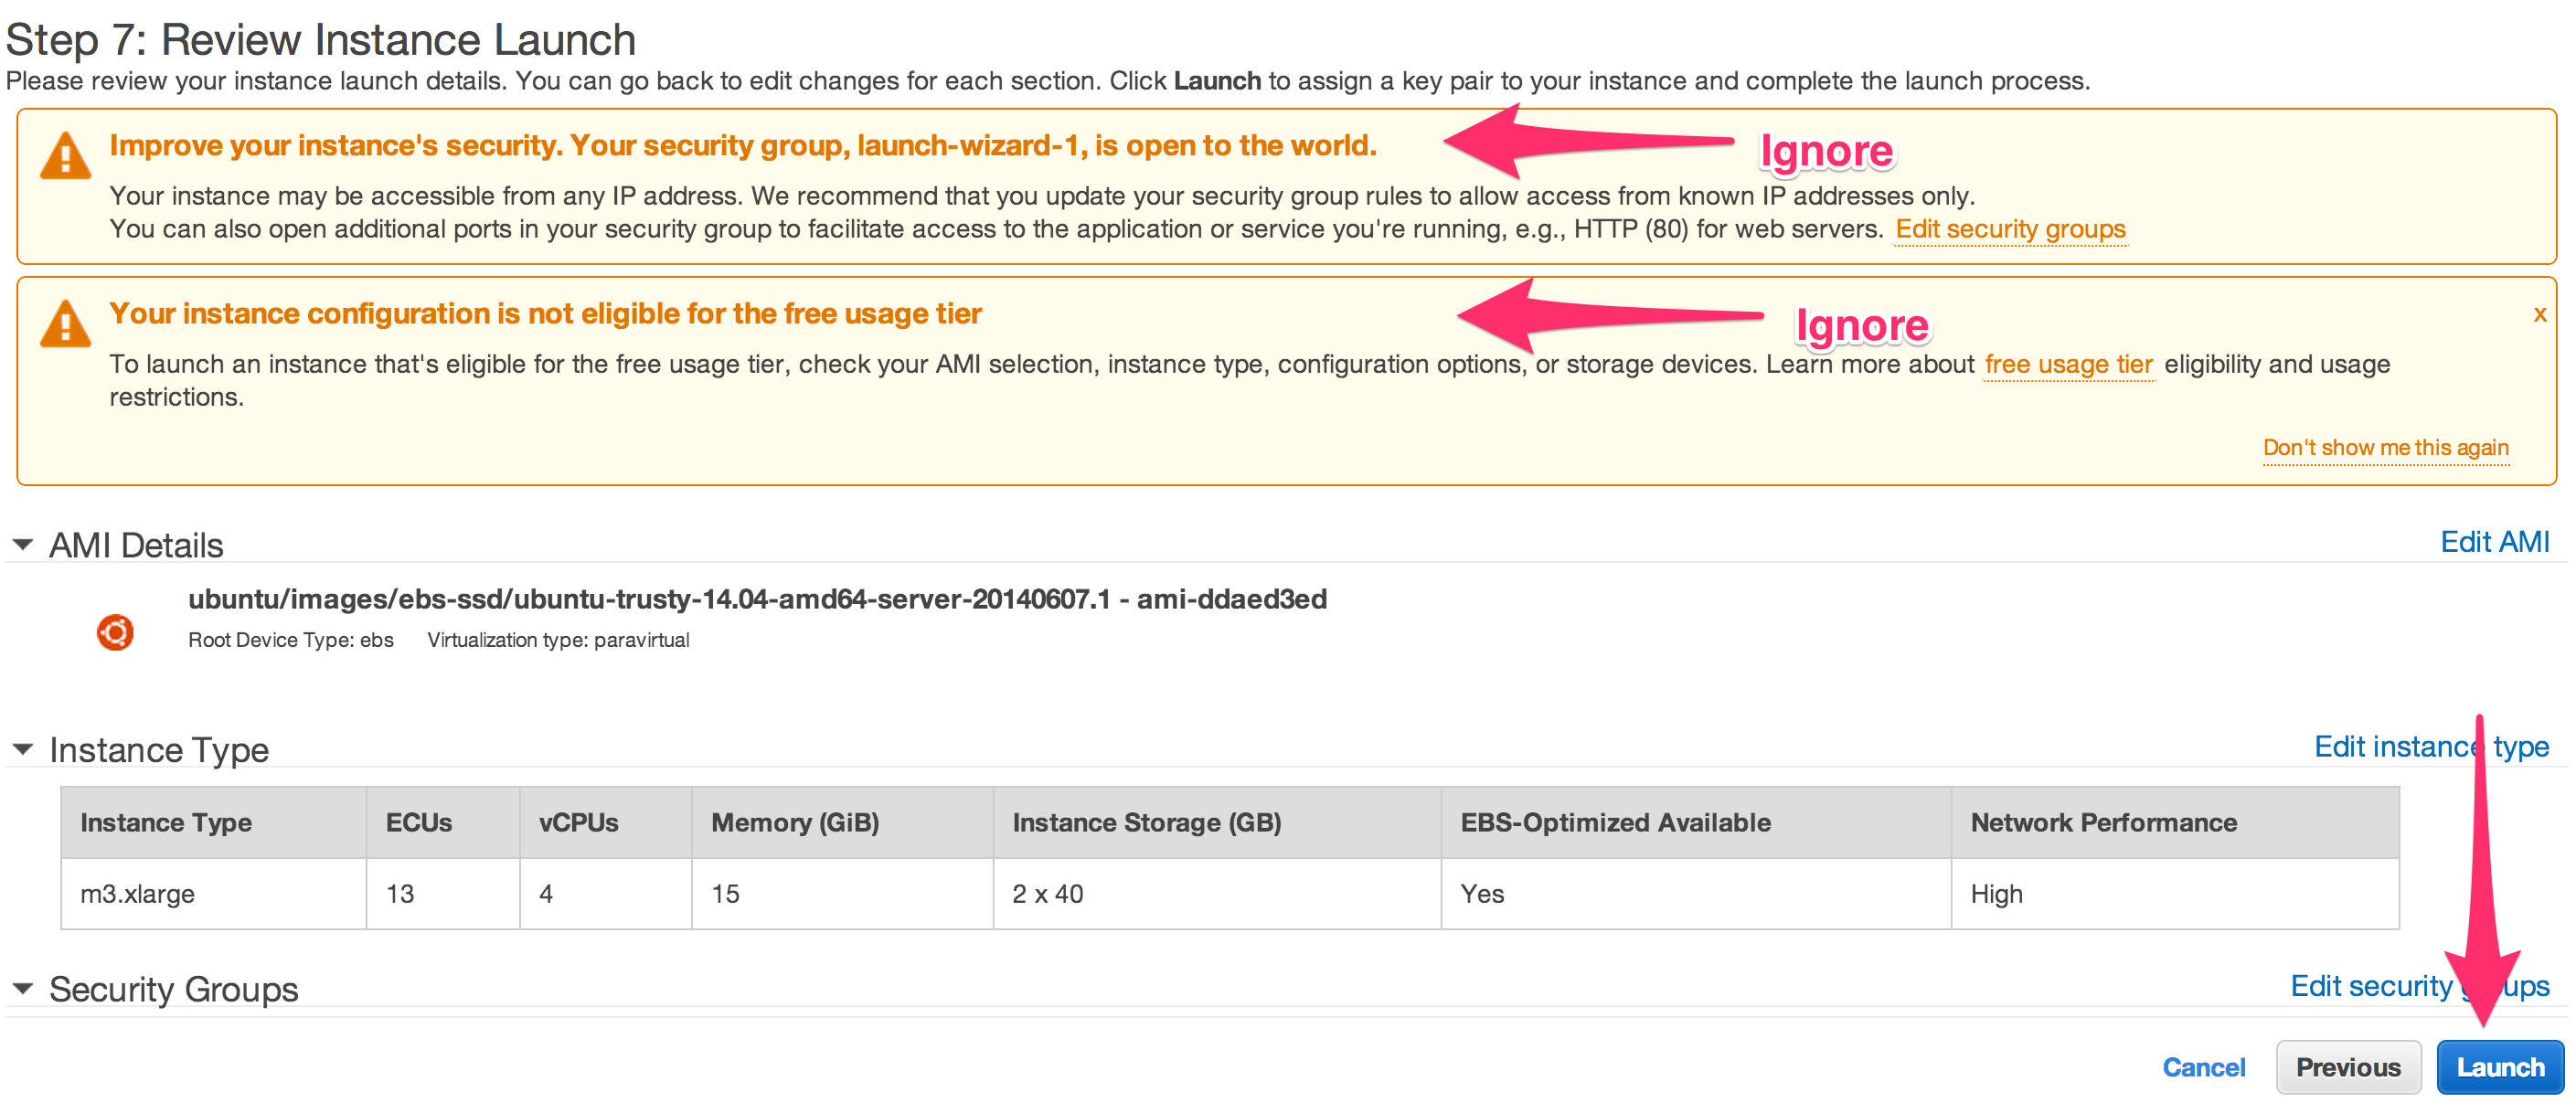 Step 7: Review Instance Launch
Please review your instance launch details. You can go back to edit changes for each section. Click Launch to assign a key pair to your instance and complete the launch process.
Improve your instance's security. Your security group, launch-wizard-1, is open to the world.
Ignore
Your instance may be accessible from any IP address. We recommend that you update your security group rules to allow access from known IP addresses only.
You can also open additional ports in your security group to facilitate access to the application or service you're running, e.g., HTTP (80) for web servers. Edit security groups
Your instance configuration is not eligible for the free usage tier
Ignore
x
To launch an instance that's eligible for the free usage tier, check your AMI selection, instance type, configuration options, or storage devices. Learn more about free usage tier eligibility and usage
restrictions.
Don't show me this again
AMI Details
Edit AMI
ubuntu/images/ebs-ssd/ubuntu-trusty-14.04-amd64-server-20140607.1 - ami-ddaed3ed
Root Device Type: ebs Virtualization type: paravirtual
Instance Type
Edit instance type
Instance Type ECUs vCPUs Memory (GiB) Instance Storage (GB) EBS-Optimized Available Network Performance
m3.xlarge 13 4 15 2 x 40 Yes High
Security Groups
Edit security groups
Cancel Previous Launch